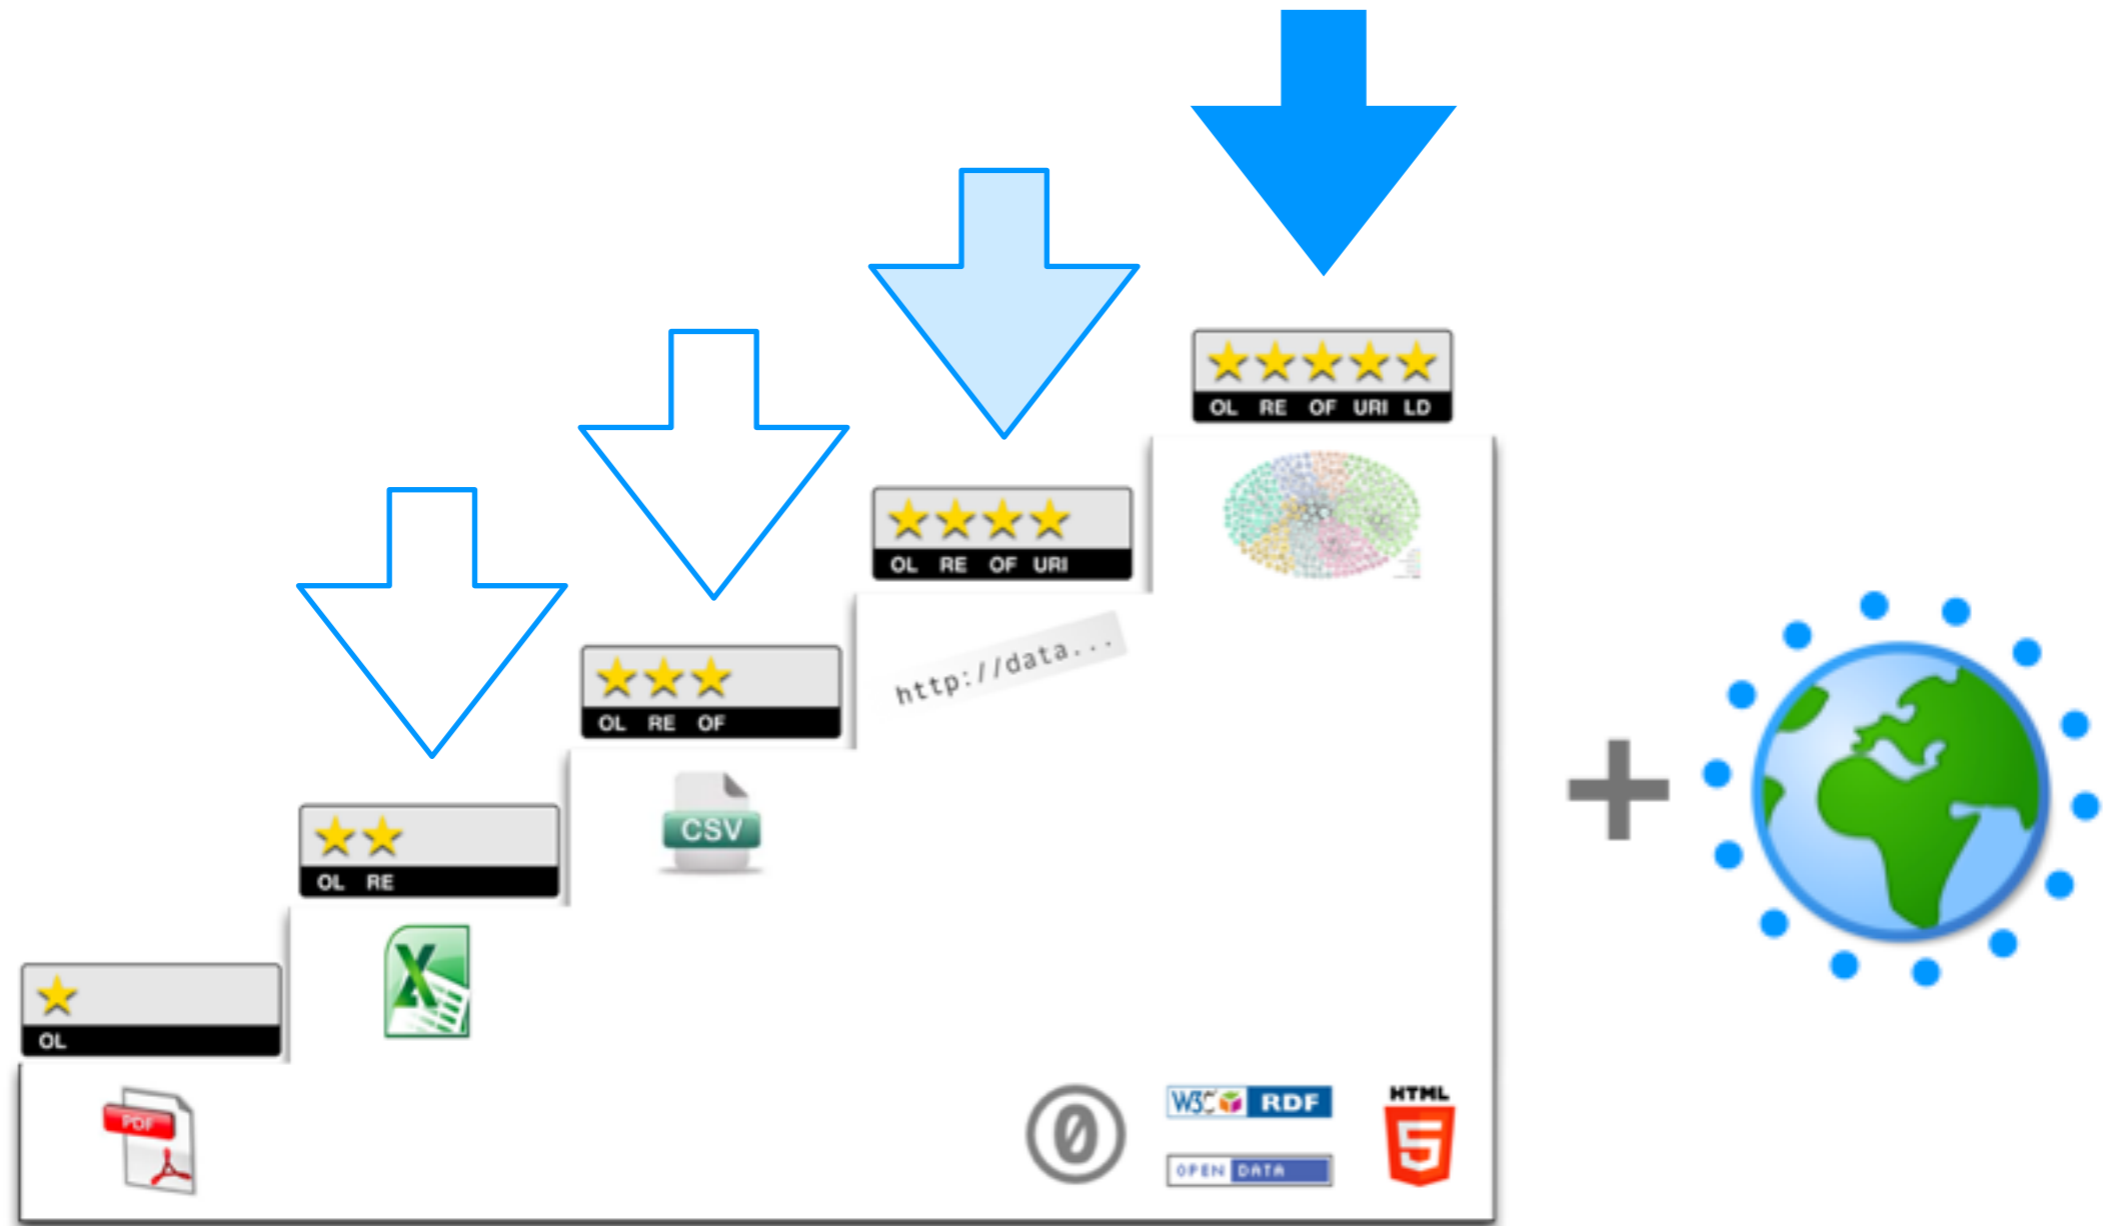 OL RE OF URI LD
OL RE OF URI
http://data...
OL RE OF
CSV
OL RE
OL
PDF
0
W3C RDF
OPEN DATA
HTML
5